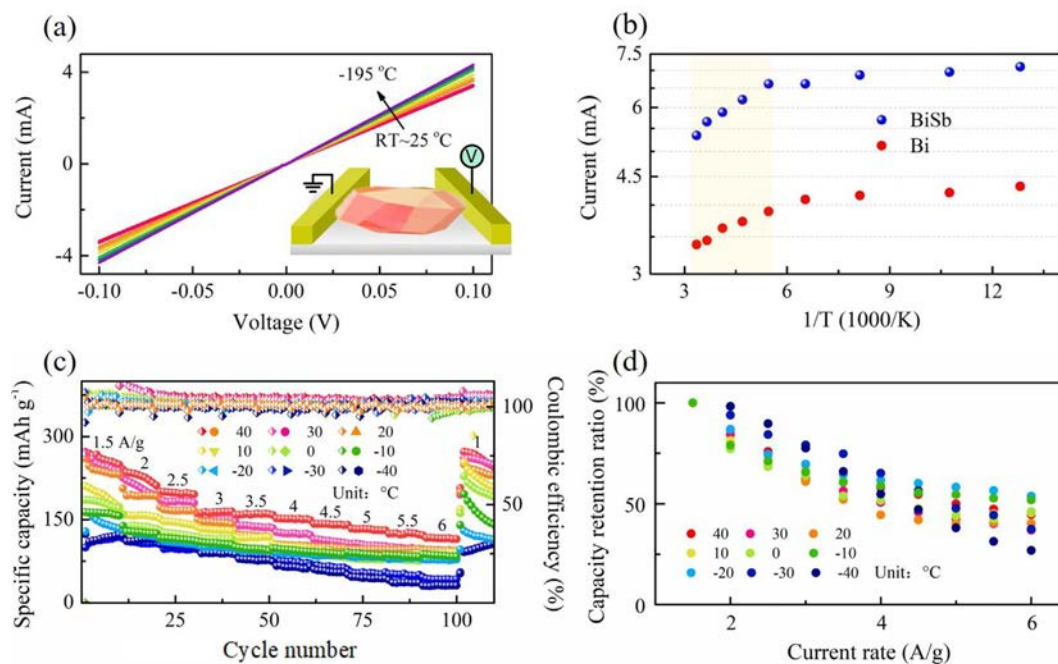 (a)
4
0
-4
-0.10
-0.05
0.00
0.05
0.10
Current (mA)
Voltage (V)
-195 °C
RT~25 °C
V
(b)
7.5
6
4.5
3
3
6
9
12
Current (mA)
1/T (1000/K)
BiSb
Bi
(c)
300
150
0
25
50
75
100
100
50
Specific capacity (mAh g⁻¹)
Cycle number
Coulombic efficiency (%)
1.5 A/g
2
2.5
3
3.5
4
4.5
5
5.5
6
1
40 30 20
10 0 -10
-20 -30 -40
Unit: °C
(d)
100
50
0
2
4
6
Capacity retention ratio (%)
Current rate (A/g)
40 30 20
10 0 -10
-20 -30 -40 Unit: °C